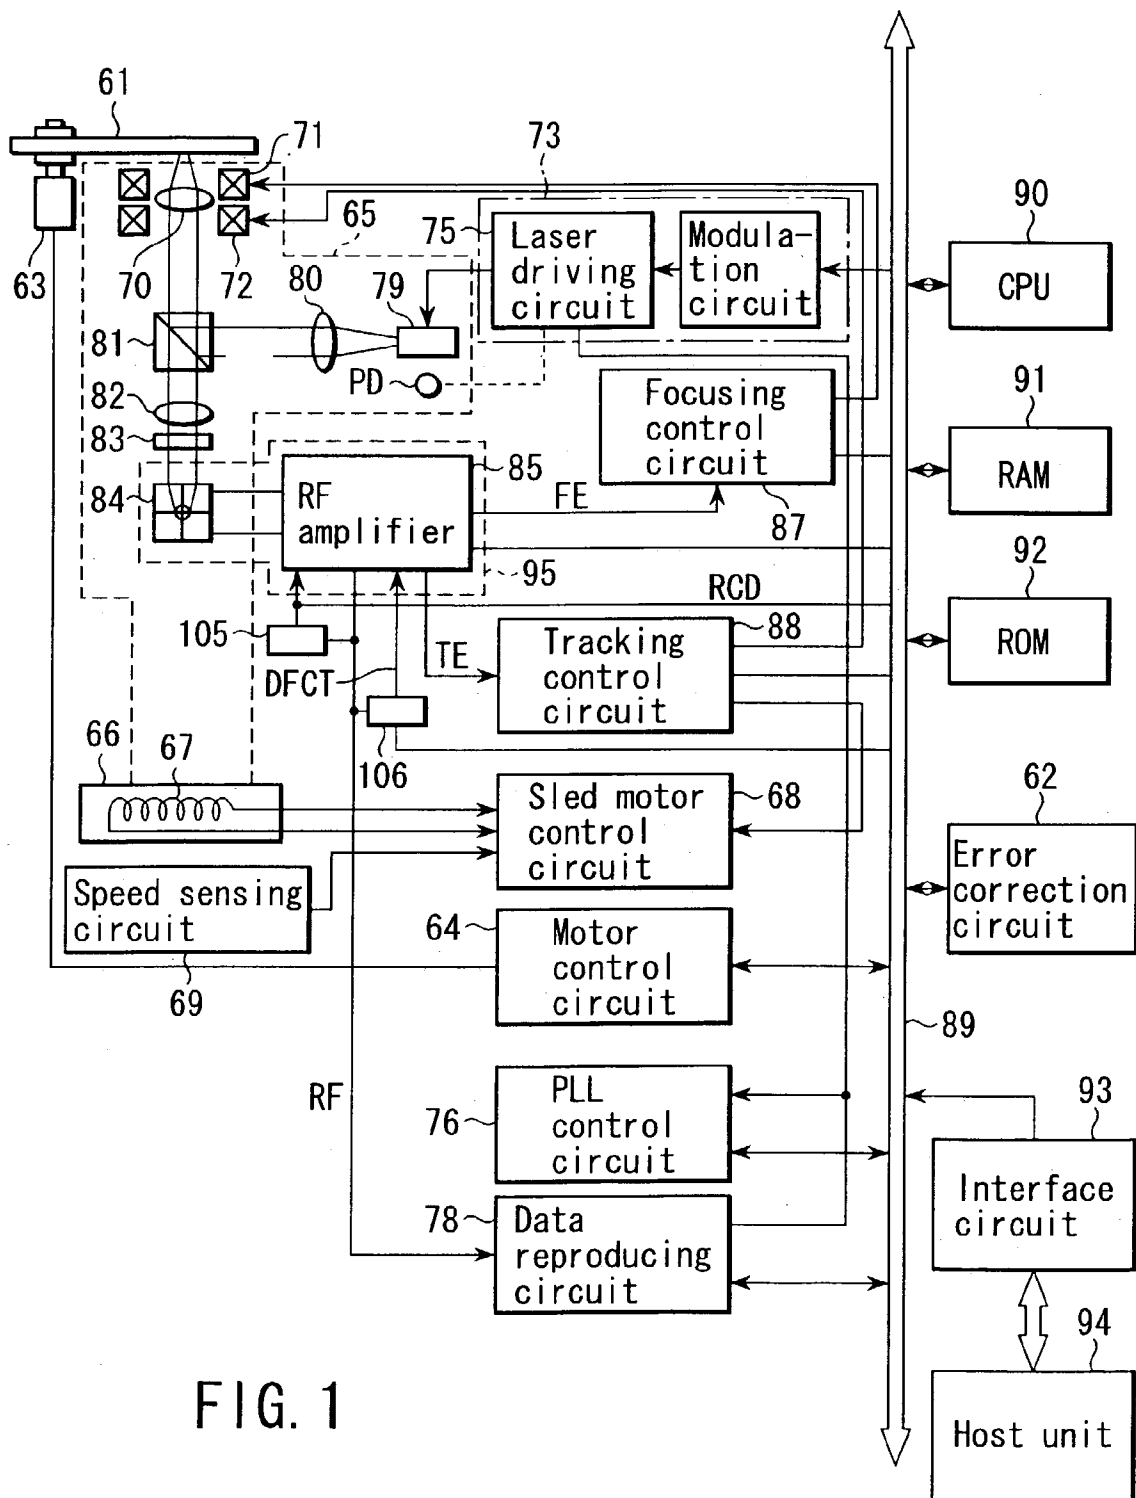 61
71
73
90
63
70
72
65
75
Laser
driving
circuit
Modula-
tion
circuit
CPU
80
79
81
PD
82
83
Focusing
control
circuit
91
RAM
84
RF
amplifier
85
FE
87
95
92
ROM
RCD
105
DFCT
TE
88
Tracking
control
circuit
106
66
67
Sled motor
control
circuit
68
62
Error
correction
circuit
Speed sensing
circuit
69
64
Motor
control
circuit
89
RF
76
PLL
control
circuit
93
Interface
circuit
78
Data
reproducing
circuit
94
Host unit
FIG. 1